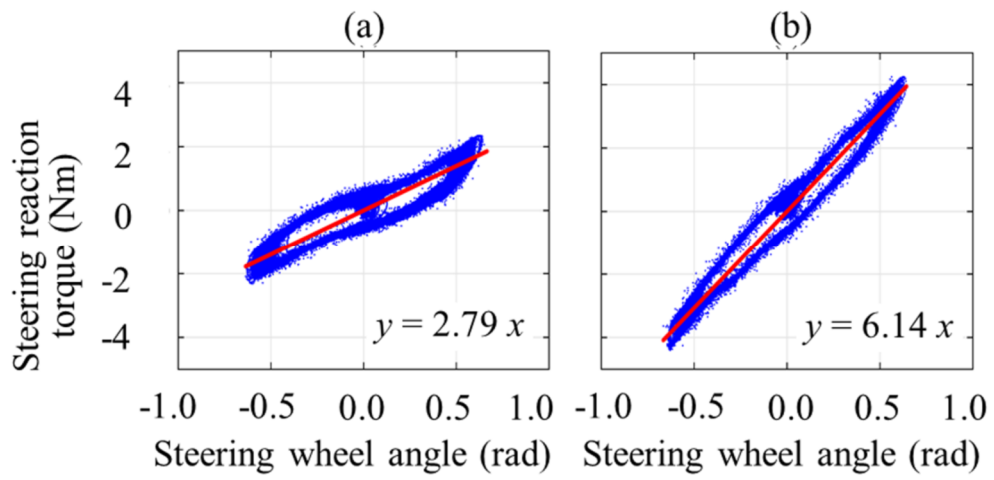 (a) (b)
Steering reaction
torque (Nm)
4
2
0
-2
-4
y = 2.79 x
y = 6.14 x
-1.0 -0.5 0.0 0.5 1.0 -1.0 -0.5 0.0 0.5 1.0
Steering wheel angle (rad) Steering wheel angle (rad)